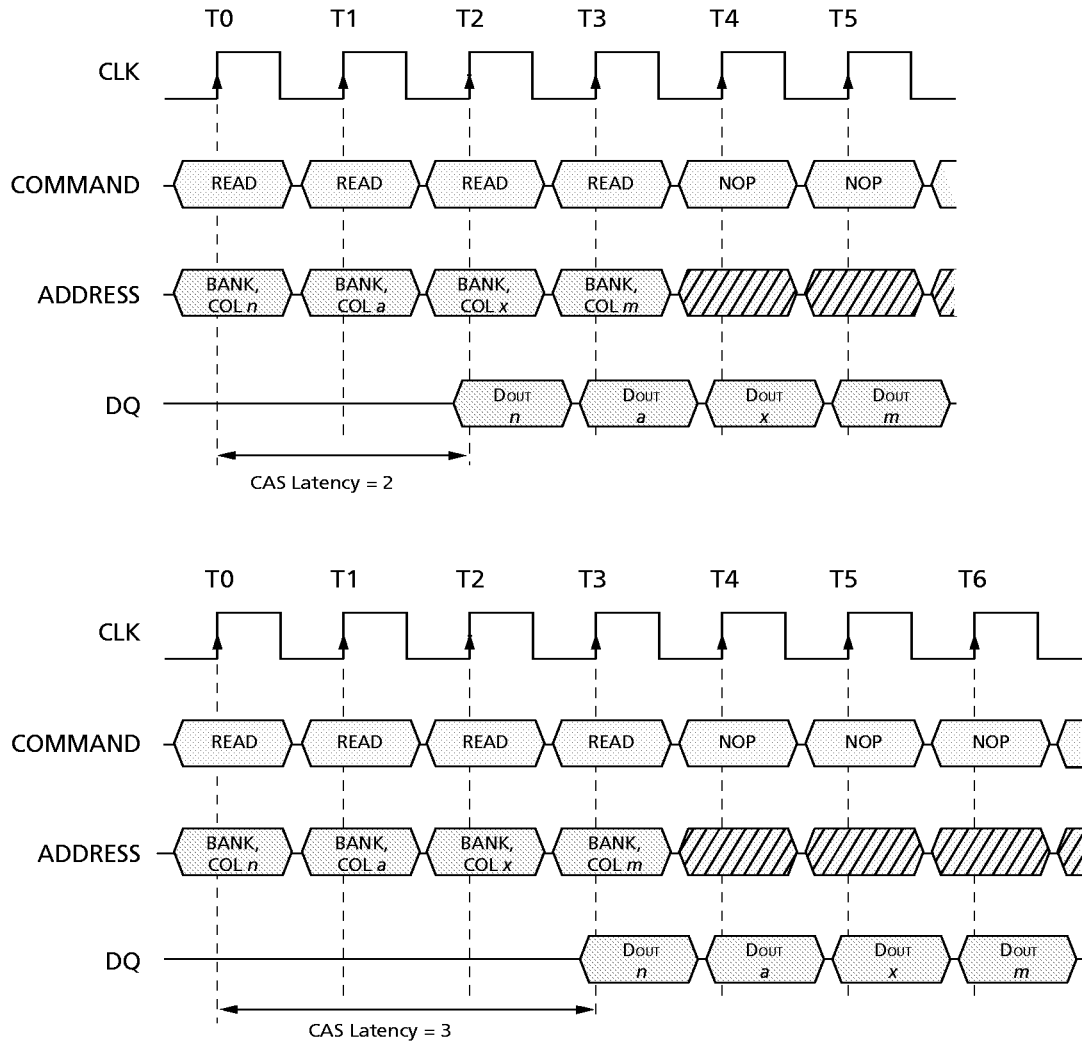 T0 T1 T2 T3 T4 T5
CLK
COMMAND READ READ READ READ NOP NOP
BANK, BANK, BANK, BANK,
ADDRESS
COL n COL a COL x COL m
DOUT DOUT DOUT DOUT
DQ
n a x m
CAS Latency = 2
T0 T1 T2 T3 T4 T5 T6
CLK
COMMAND READ READ READ READ NOP NOP NOP
BANK, BANK, BANK, BANK,
ADDRESS
COL n COL a COL x COL m
DOUT DOUT DOUT DOUT
DQ
n a x m
CAS Latency = 3